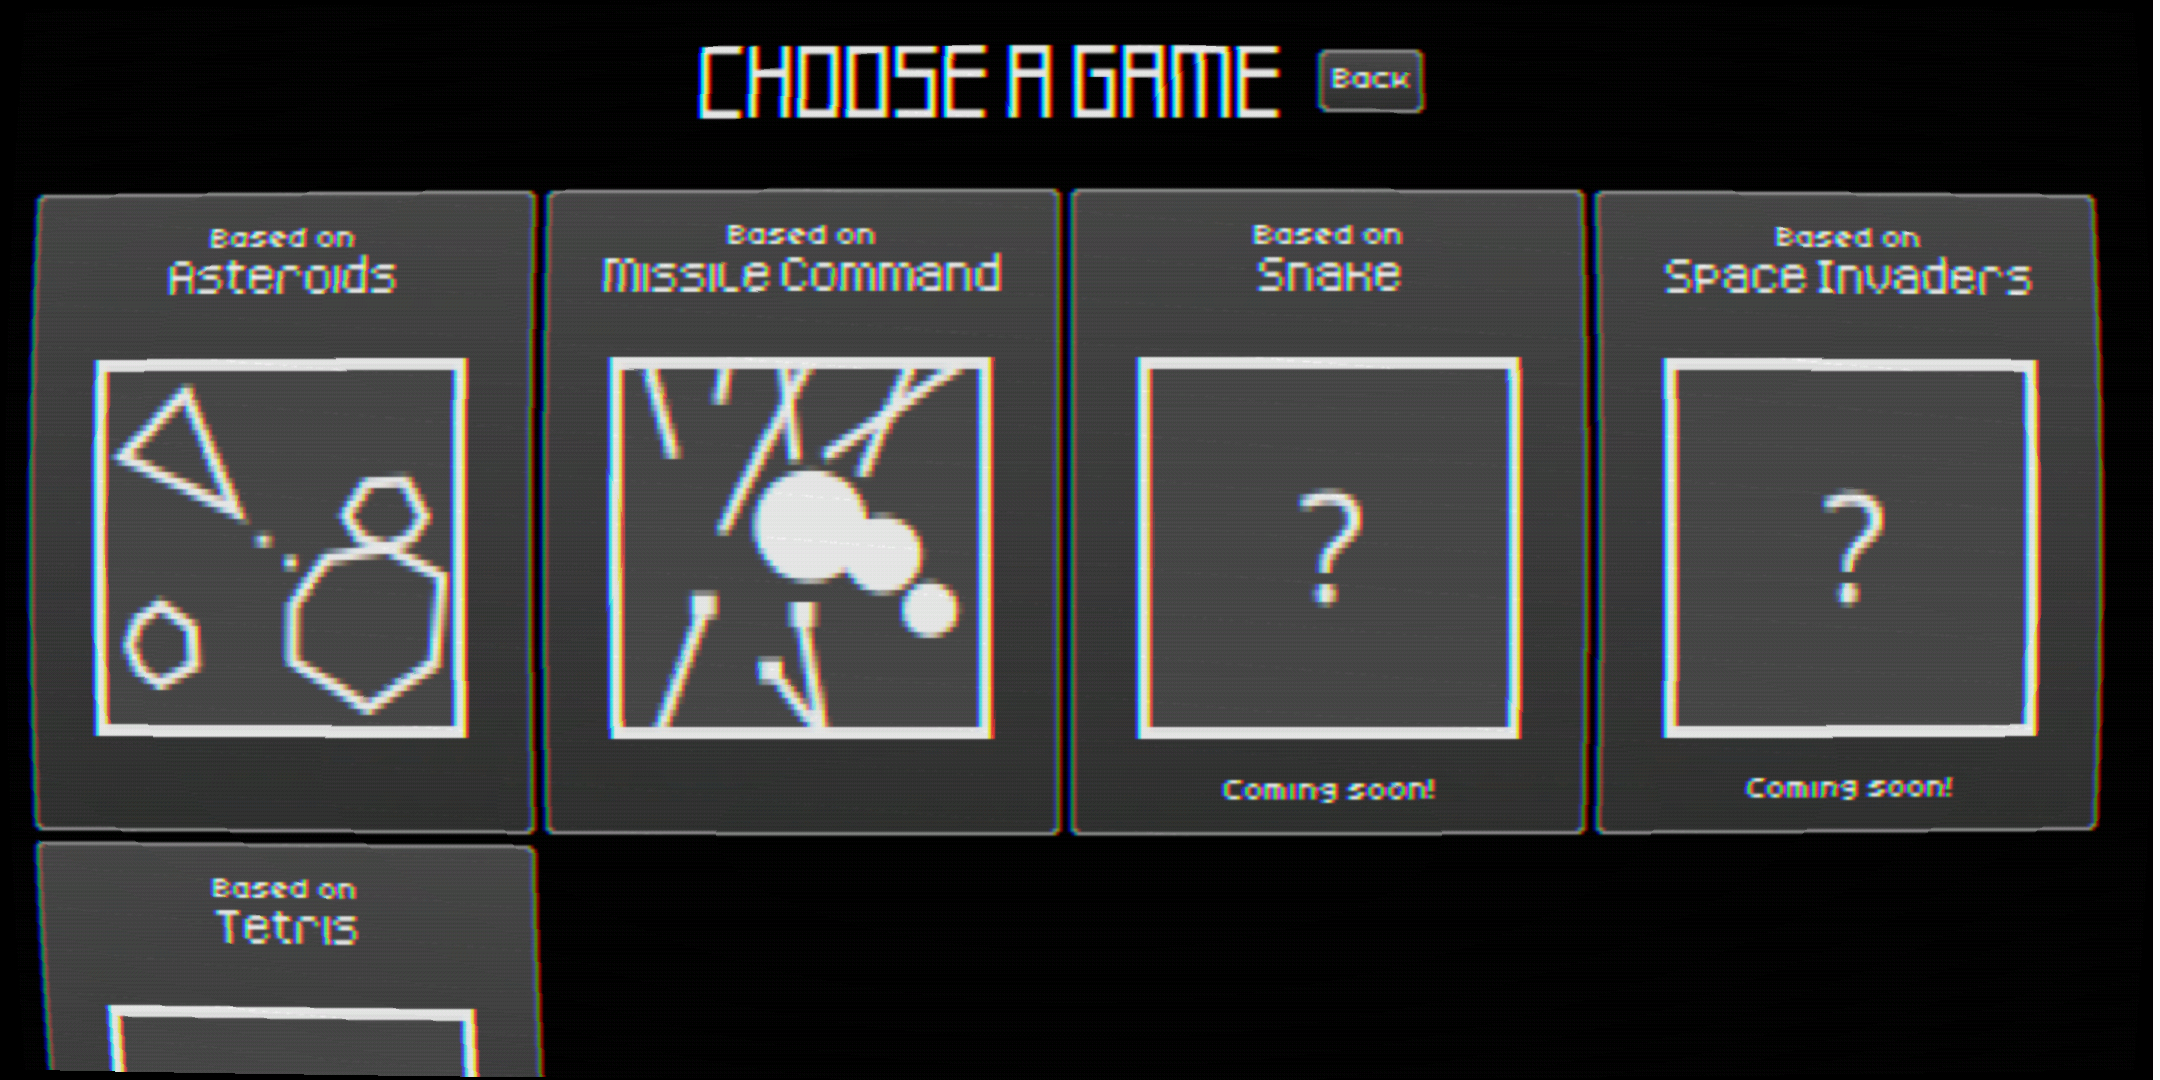 CHOOSE A GAME
Back
Based on
Asteroids
Based on
Missile Command
Based on
Snake
?
Coming soon!
Based on
Space Invaders
?
Coming soon!
Based on
Tetris